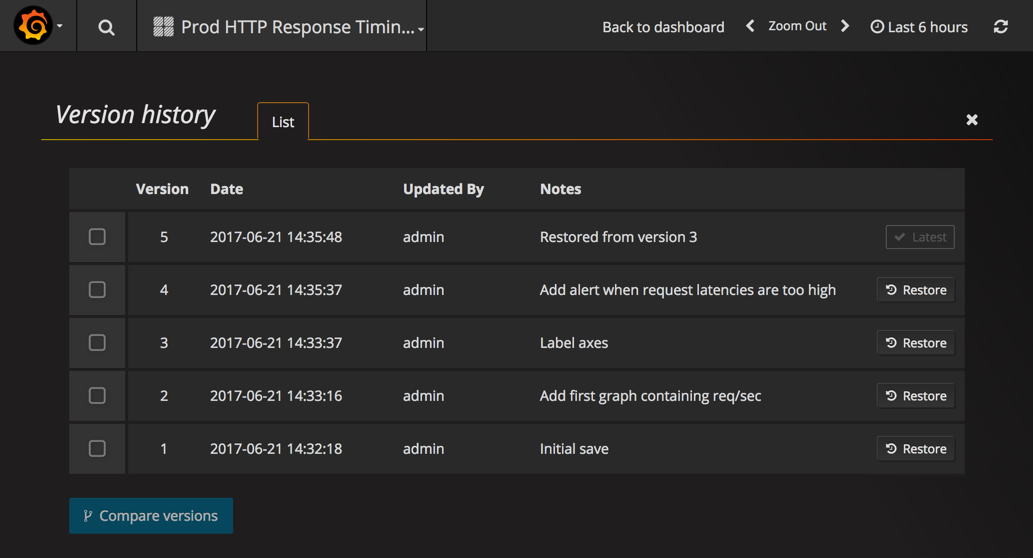 Prod HTTP Response Timin... Back to dashboard Zoom Out Last 6 hours
Version history List
Version Date Updated By Notes
5 2017-06-21 14:35:48 admin Restored from version 3 Latest
4 2017-06-21 14:35:37 admin Add alert when request latencies are too high Restore
3 2017-06-21 14:33:37 admin Label axes Restore
2 2017-06-21 14:33:16 admin Add first graph containing req/sec Restore
1 2017-06-21 14:32:18 admin Initial save Restore
Compare versions